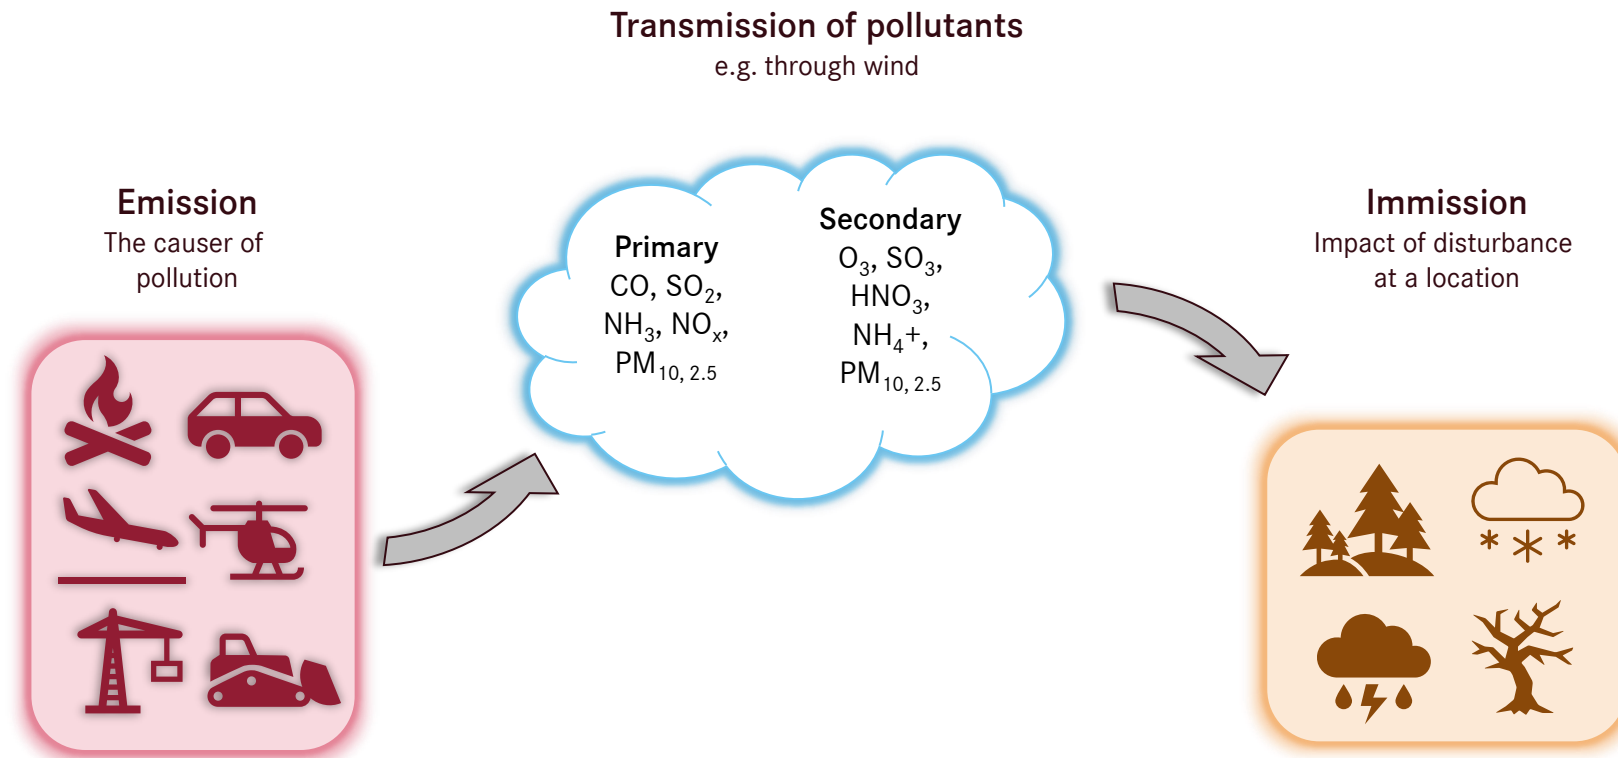 Transmission of pollutants
e.g. through wind
Emission
The causer of
pollution
Primary
CO, SO₂,
NH₃, NOₓ,
PM₁₀, ₂.₅
Secondary
O₃, SO₃,
HNO₃,
NH₄+,
PM₁₀, ₂.₅
Immission
Impact of disturbance
at a location